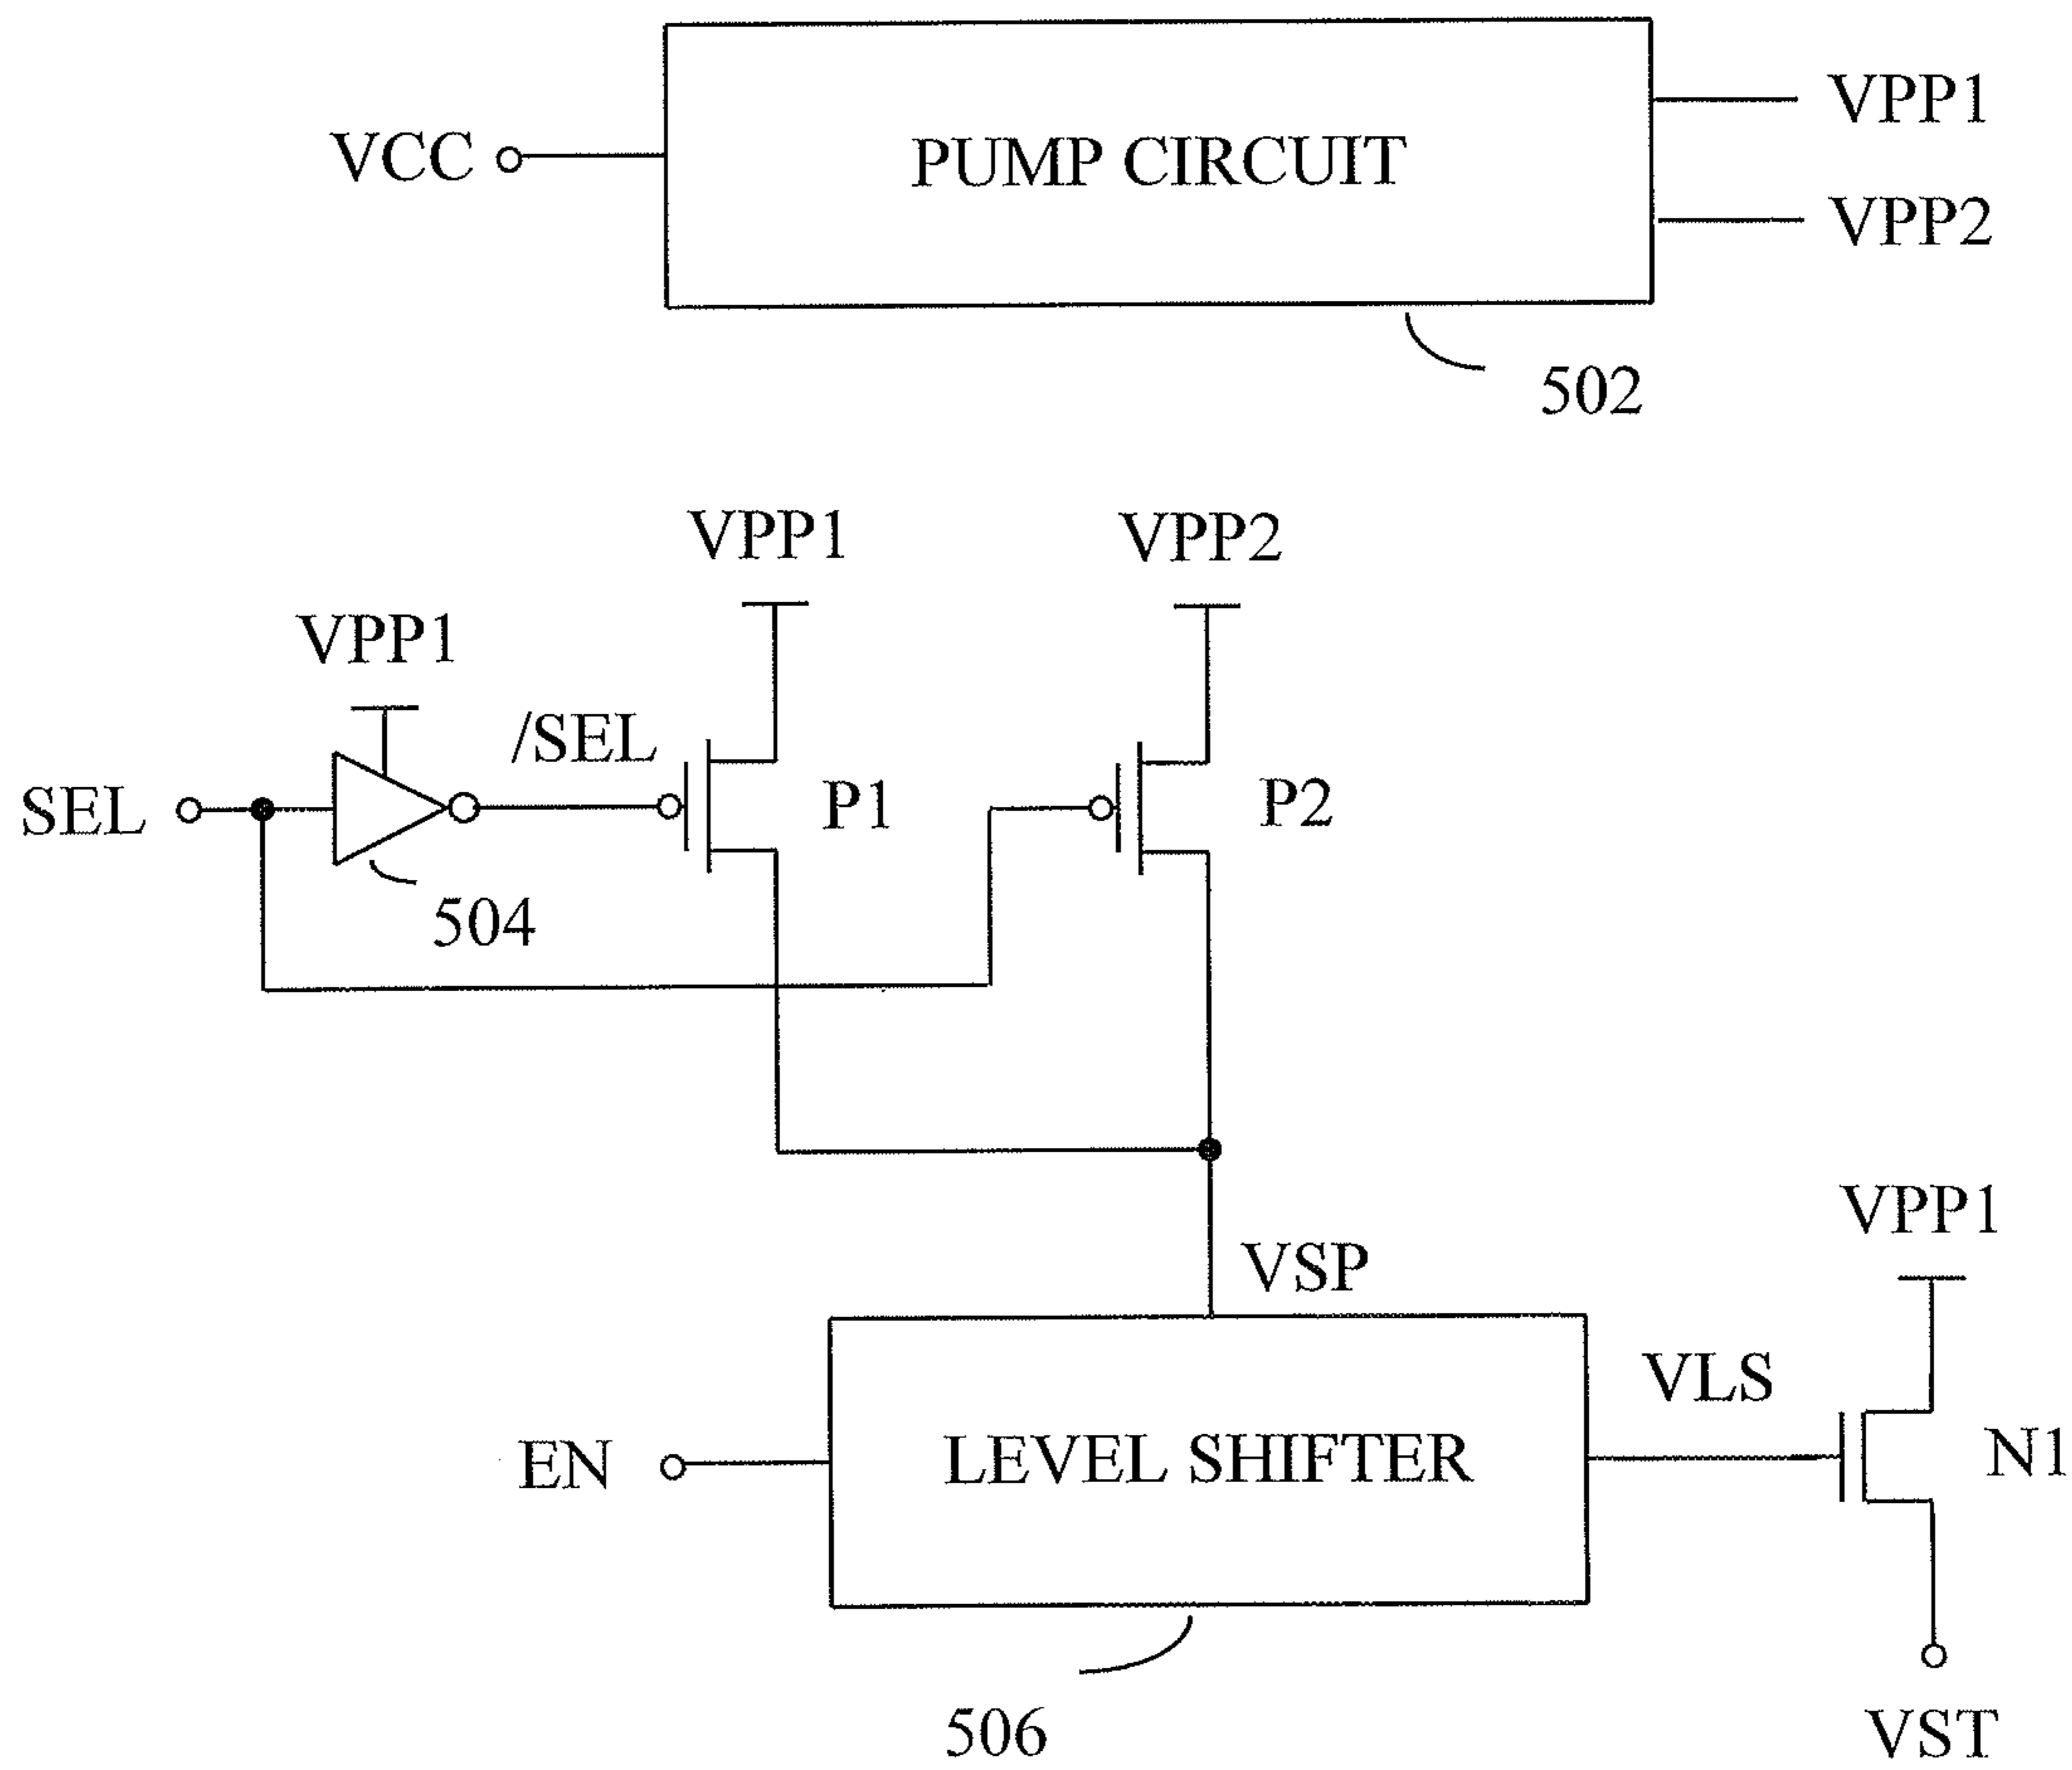 VPP1
VCC
PUMP CIRCUIT
VPP2
502
VPP1
VPP2
VPP1
/SEL
SEL
P1
P2
504
VPP1
VSP
VLS
EN
LEVEL SHIFTER
N1
506
VST